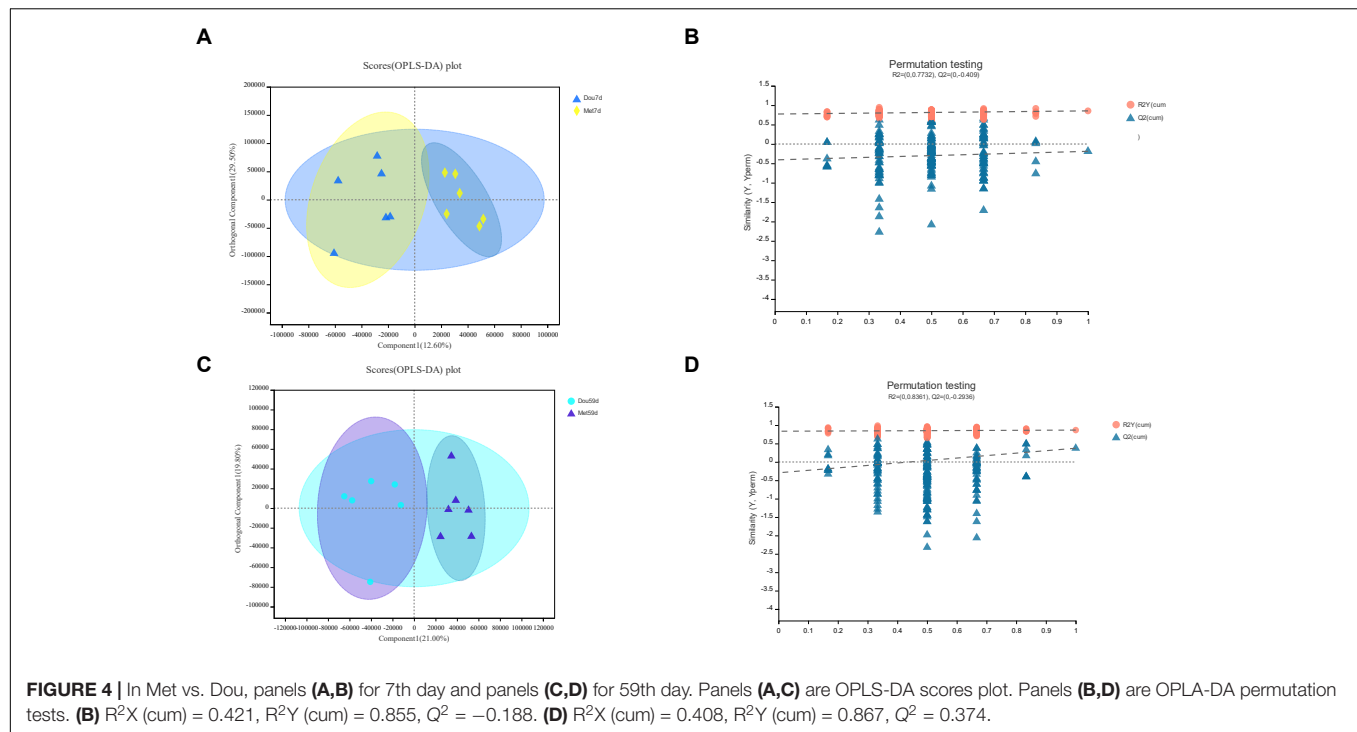 A
Scores(OPLS-DA) plot
Dou7d
Met7d
200000
150000
100000
50000
0
-50000
-100000
-150000
-200000
Orthogonal Component1(29.50%)
-100000 -80000 -60000 -40000 -20000 0 20000 40000 60000 80000 100000
Component1(12.60%)
B
Permutation testing
R2=(0,0.7732), Q2=(0,-0.409)
R2Y(cum
Q2(cum)
)
1.5
1
0.5
0
-0.5
-1
-1.5
-2
-2.5
-3
-3.5
-4
Similarity (Y, Yperm)
0 0.1 0.2 0.3 0.4 0.5 0.6 0.7 0.8 0.9 1
C
Scores(OPLS-DA) plot
Dou59d
Met59d
120000
100000
80000
60000
40000
20000
0
-20000
-40000
-60000
-80000
-100000
Orthogonal Component1(19.80%)
-120000 -100000 -80000 -60000 -40000 -20000 0 20000 40000 60000 80000 100000 120000
Component1(21.00%)
D
Permutation testing
R2=(0,0.8361), Q2=(0,-0.2936)
R2Y(cum)
Q2(cum)
1.5
1
0.5
0
-0.5
-1
-1.5
-2
-2.5
-3
-3.5
-4
Similarity (Y, Yperm)
0 0.1 0.2 0.3 0.4 0.5 0.6 0.7 0.8 0.9 1
FIGURE 4 | In Met vs. Dou, panels (A,B) for 7th day and panels (C,D) for 59th day. Panels (A,C) are OPLS-DA scores plot. Panels (B,D) are OPLA-DA permutation
tests. (B) R²X (cum) = 0.421, R²Y (cum) = 0.855, Q² = −0.188. (D) R²X (cum) = 0.408, R²Y (cum) = 0.867, Q² = 0.374.